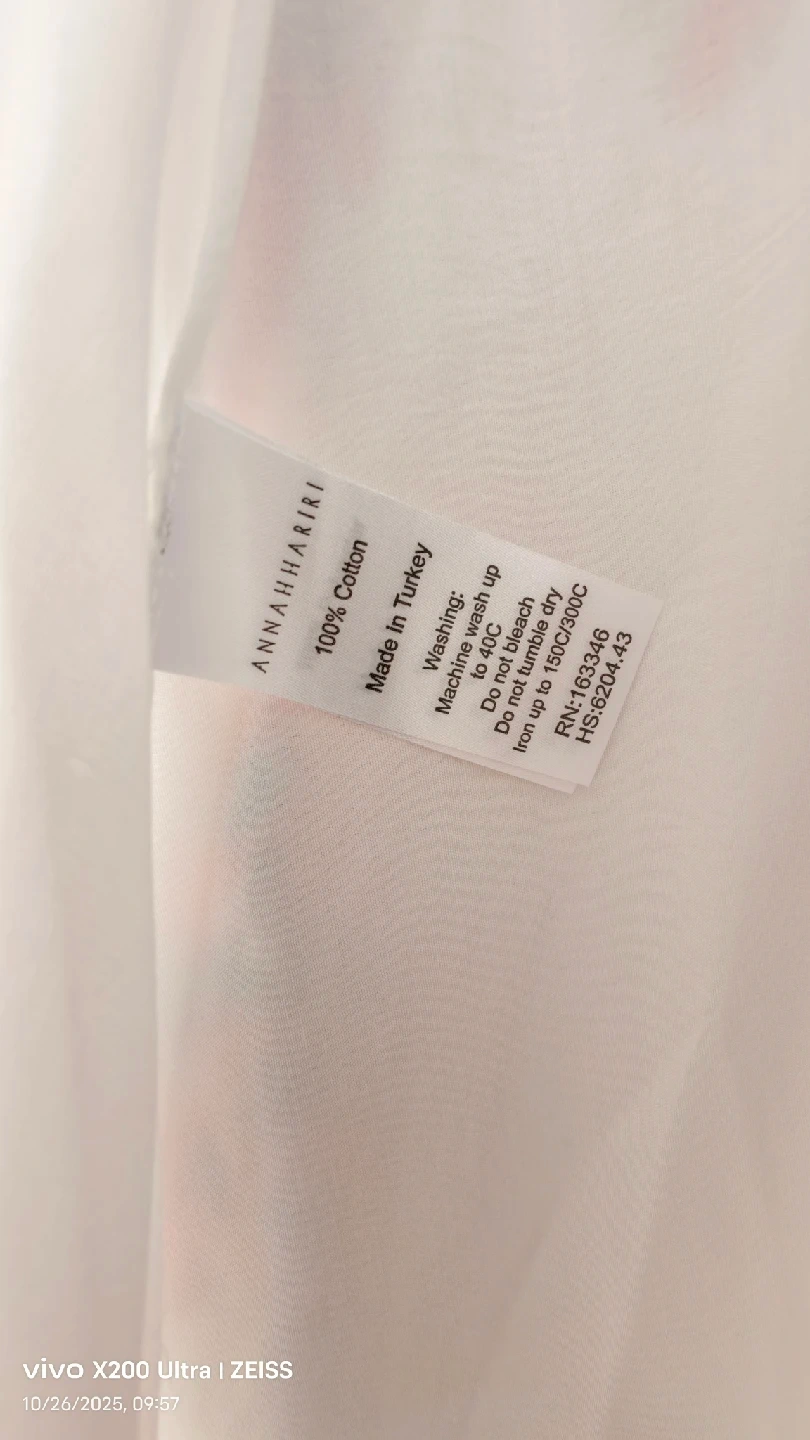 ANNAHHARIRI
100% Cotton
Made In Turkey
Washing:
Machine wash up
to 40C
Do not bleach
Do not tumble dry
Iron up to 150C/300C
RN:163346
HS:6204.43
vivo X200 Ultra | ZEISS
10/26/2025, 09:57